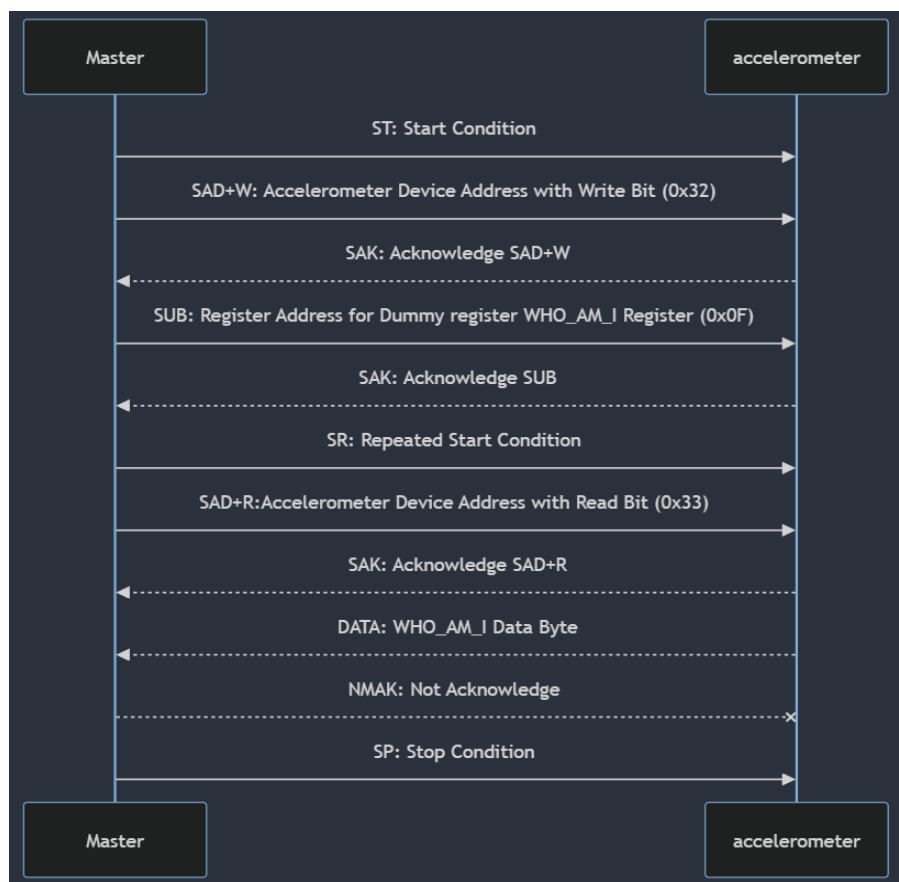 Master accelerometer
ST: Start Condition
SAD+W: Accelerometer Device Address with Write Bit (0x32)
SAK: Acknowledge SAD+W
SUB: Register Address for Dummy register WHO_AM_I Register (0x0F)
SAK: Acknowledge SUB
SR: Repeated Start Condition
SAD+R:Accelerometer Device Address with Read Bit (0x33)
SAK: Acknowledge SAD+R
DATA: WHO_AM_I Data Byte
NMAK: Not Acknowledge
SP: Stop Condition
Master accelerometer